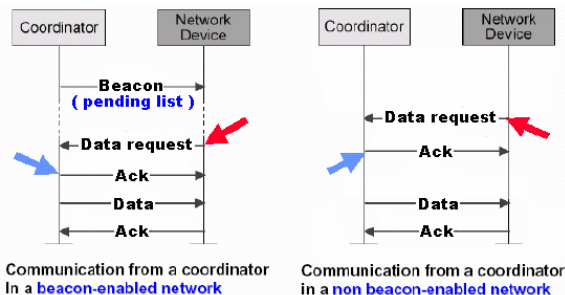 Coordinator
Network
Device
Beacon
( pending list )
Data request
Ack
Data
Ack
Communication from a coordinator
In a beacon-enabled network
Coordinator
Network
Device
Data request
Ack
Data
Ack
Communication from a coordinator
in a non beacon-enabled network